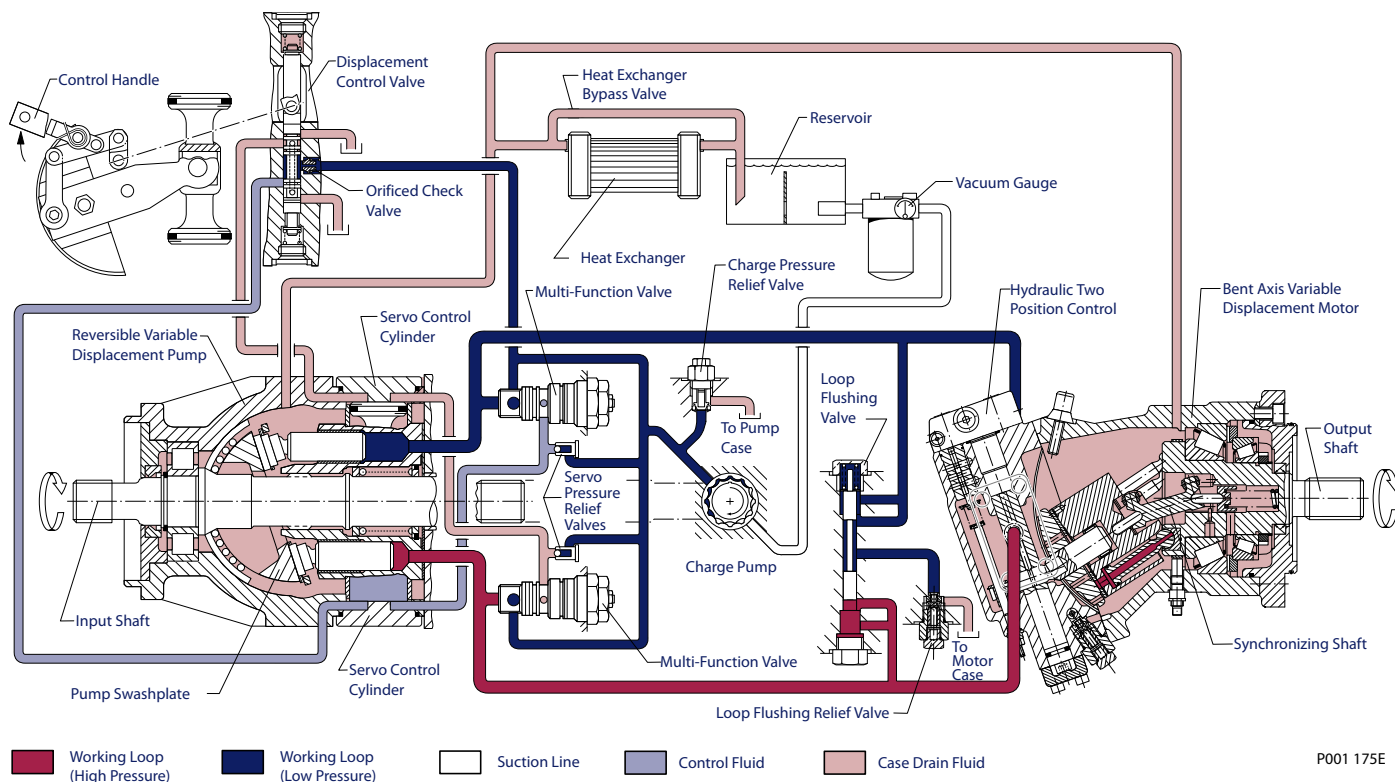 Control Handle
Displacement
Control Valve
Heat Exchanger
Bypass Valve
Reservoir
Vacuum Gauge
Orificed Check
Valve
Heat Exchanger
Charge Pressure
Relief Valve
Multi-Function Valve
Hydraulic Two
Position Control
Bent Axis Variable
Displacement Motor
Reversible Variable
Displacement Pump
Servo Control
Cylinder
Loop
Flushing
Valve
To Pump
Case
Output
Shaft
Servo
Pressure
Relief
Valves
Charge Pump
Input Shaft
Pump Swashplate
Servo Control
Cylinder
Multi-Function Valve
To
Motor
Case
Synchronizing Shaft
Loop Flushing Relief Valve
Working Loop
(High Pressure)
Working Loop
(Low Pressure)
Suction Line
Control Fluid
Case Drain Fluid
P001 175E